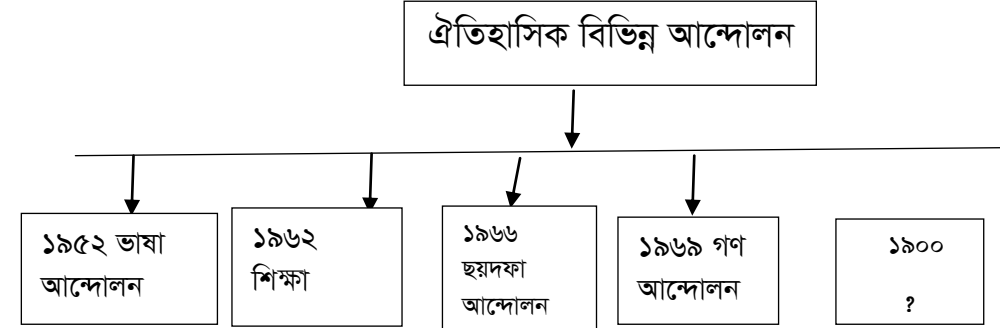 ঐতিহাসিক বিভিন্ন আন্দোলন
১৯৫২ ভাষা
আন্দোলন
১৯৬২
শিক্ষা
১৯৬৬
ছয়দফা
আন্দোলন
১৯৬৯ গণ
আন্দোলন
১৯০০
?